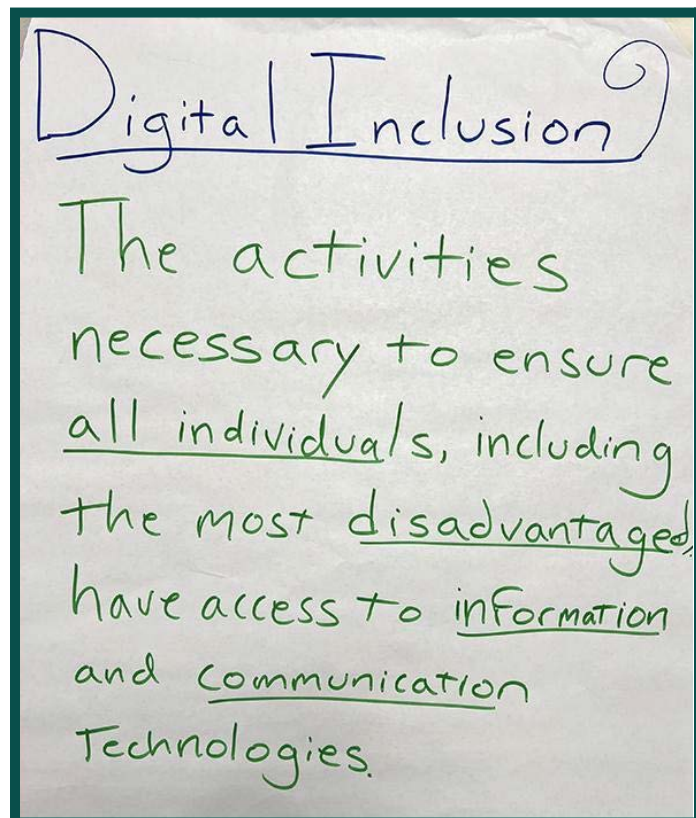 Digital Inclusion
The activities
necessary to ensure
all individuals, including
the most disadvantaged,
have access to information
and communication
Technologies.